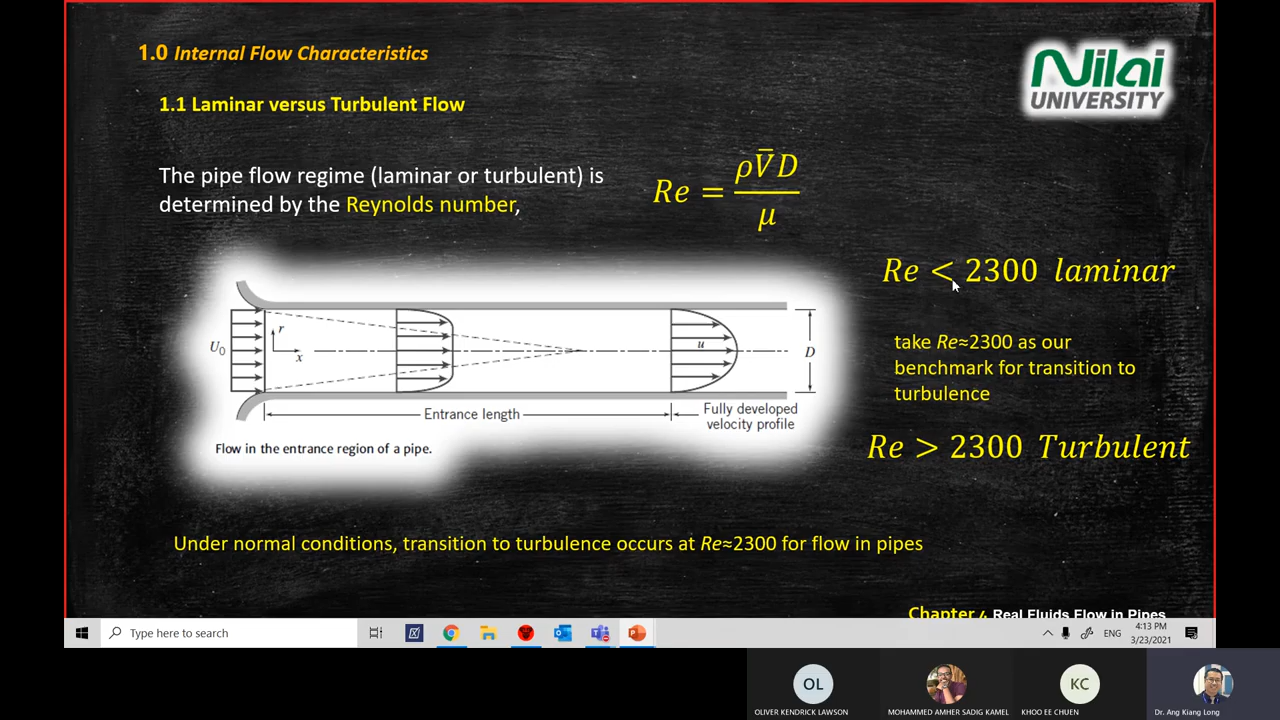 1.0 Internal Flow Characteristics
Nilai
UNIVERSITY
1.1 Laminar versus Turbulent Flow
The pipe flow regime (laminar or turbulent) is
determined by the Reynolds number,
Re = ρV̄D/μ
Re < 2300 laminar
take Re≈2300 as our
benchmark for transition to
turbulence
Re > 2300 Turbulent
U₀
r
x
u
D
Entrance length
Fully developed
velocity profile
Flow in the entrance region of a pipe.
Under normal conditions, transition to turbulence occurs at Re≈2300 for flow in pipes
Chapter 4 Real Fluids Flow in Pipes
Type here to search
ENG
4:13 PM
3/23/2021
OL
KC
OLIVER KENDRICK LAWSON
MOHAMMED AMHER SADIG KAMEL
KHOO EE CHUEN
Dr. Ang Kiang Long